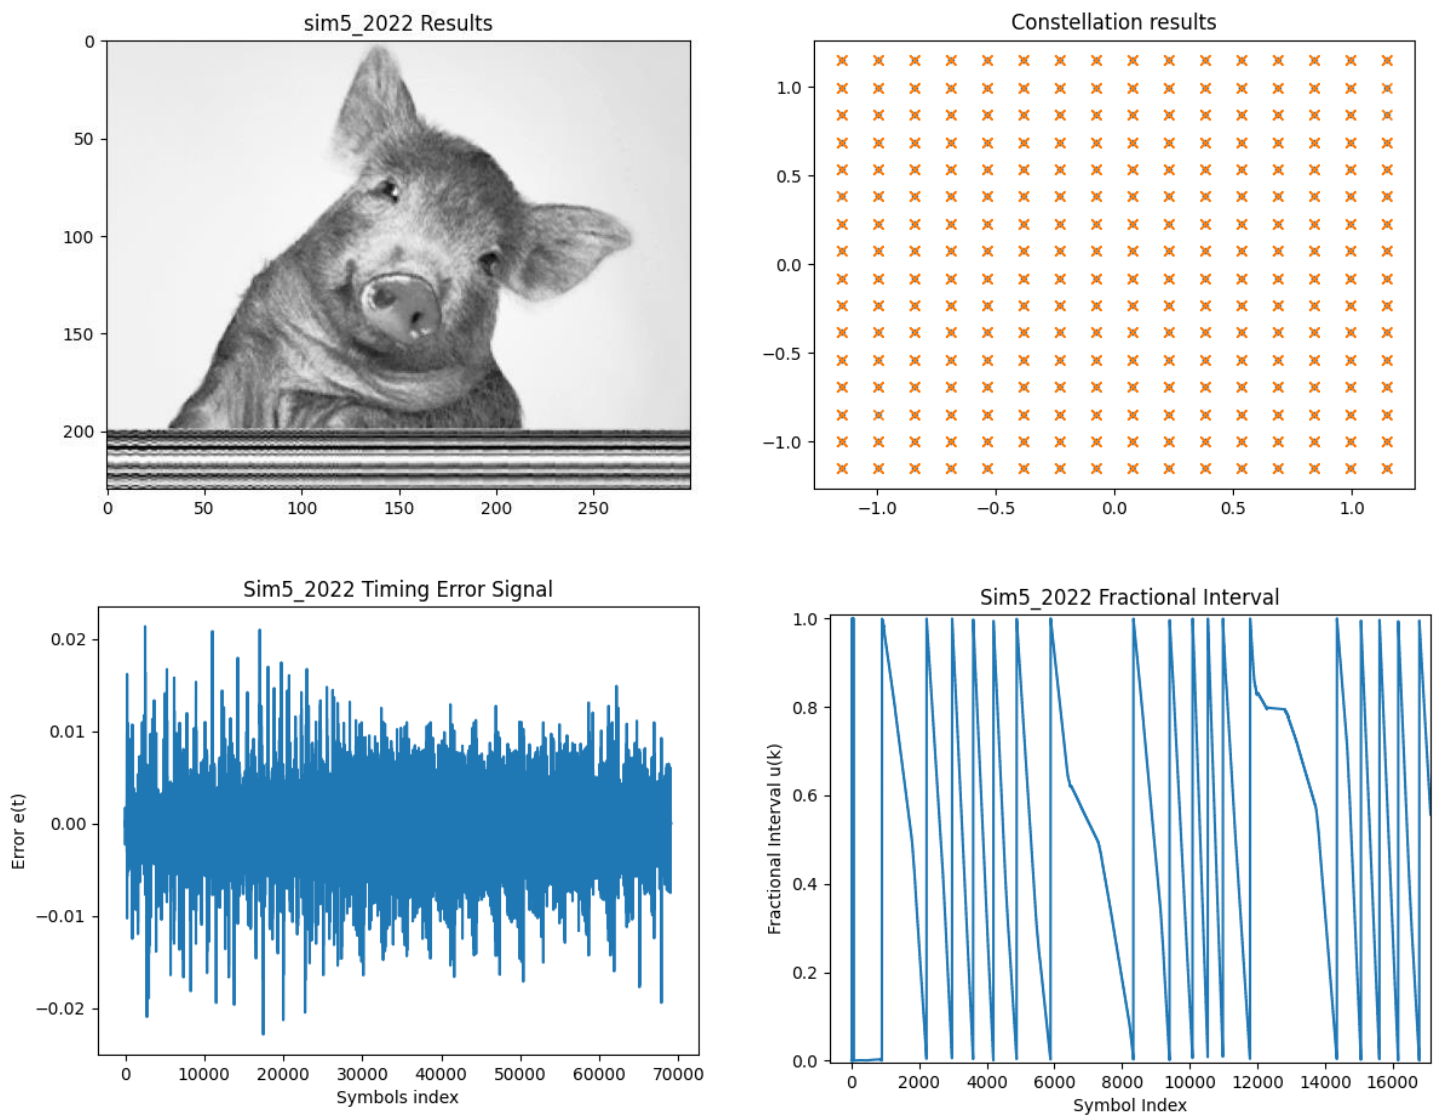 sim5_2022 Results
0
50
100
150
200
0 50 100 150 200 250
Constellation results
1.0
0.5
0.0
−0.5
−1.0
−1.0 −0.5 0.0 0.5 1.0
Sim5_2022 Timing Error Signal
Error e(t)
0.02
0.01
0.00
−0.01
−0.02
0 10000 20000 30000 40000 50000 60000 70000
Symbols index
Sim5_2022 Fractional Interval
Fractional Interval u(k)
1.0
0.8
0.6
0.4
0.2
0.0
0 2000 4000 6000 8000 10000 12000 14000 16000
Symbol Index